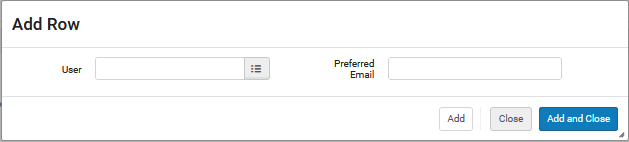 Add Row
User
Preferred
Email
Add Close Add and Close